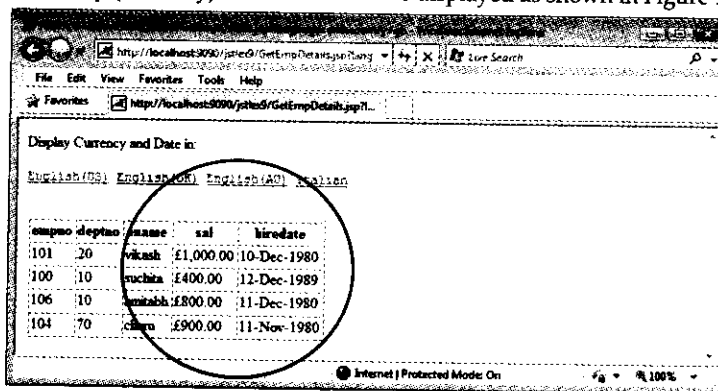 displayed as shown in Figure
http://localhost:9090/jstlex9/GetEmpDetails.jsp?lang
Live Search
File Edit View Favorites Tools Help
Favorites http://localhost:9090/jstlex9/GetEmpDetails.jsp?l...
Display Currency and Date in:
English(US) English(UK) English(AU) Italian
empno deptno ename sal hiredate
101 20 vikash £1,000.00 10-Dec-1980
100 10 suchita £400.00 12-Dec-1989
106 10 amitabh £800.00 11-Dec-1980
104 70 £900.00 11-Nov-1980
Internet | Protected Mode: On 100%